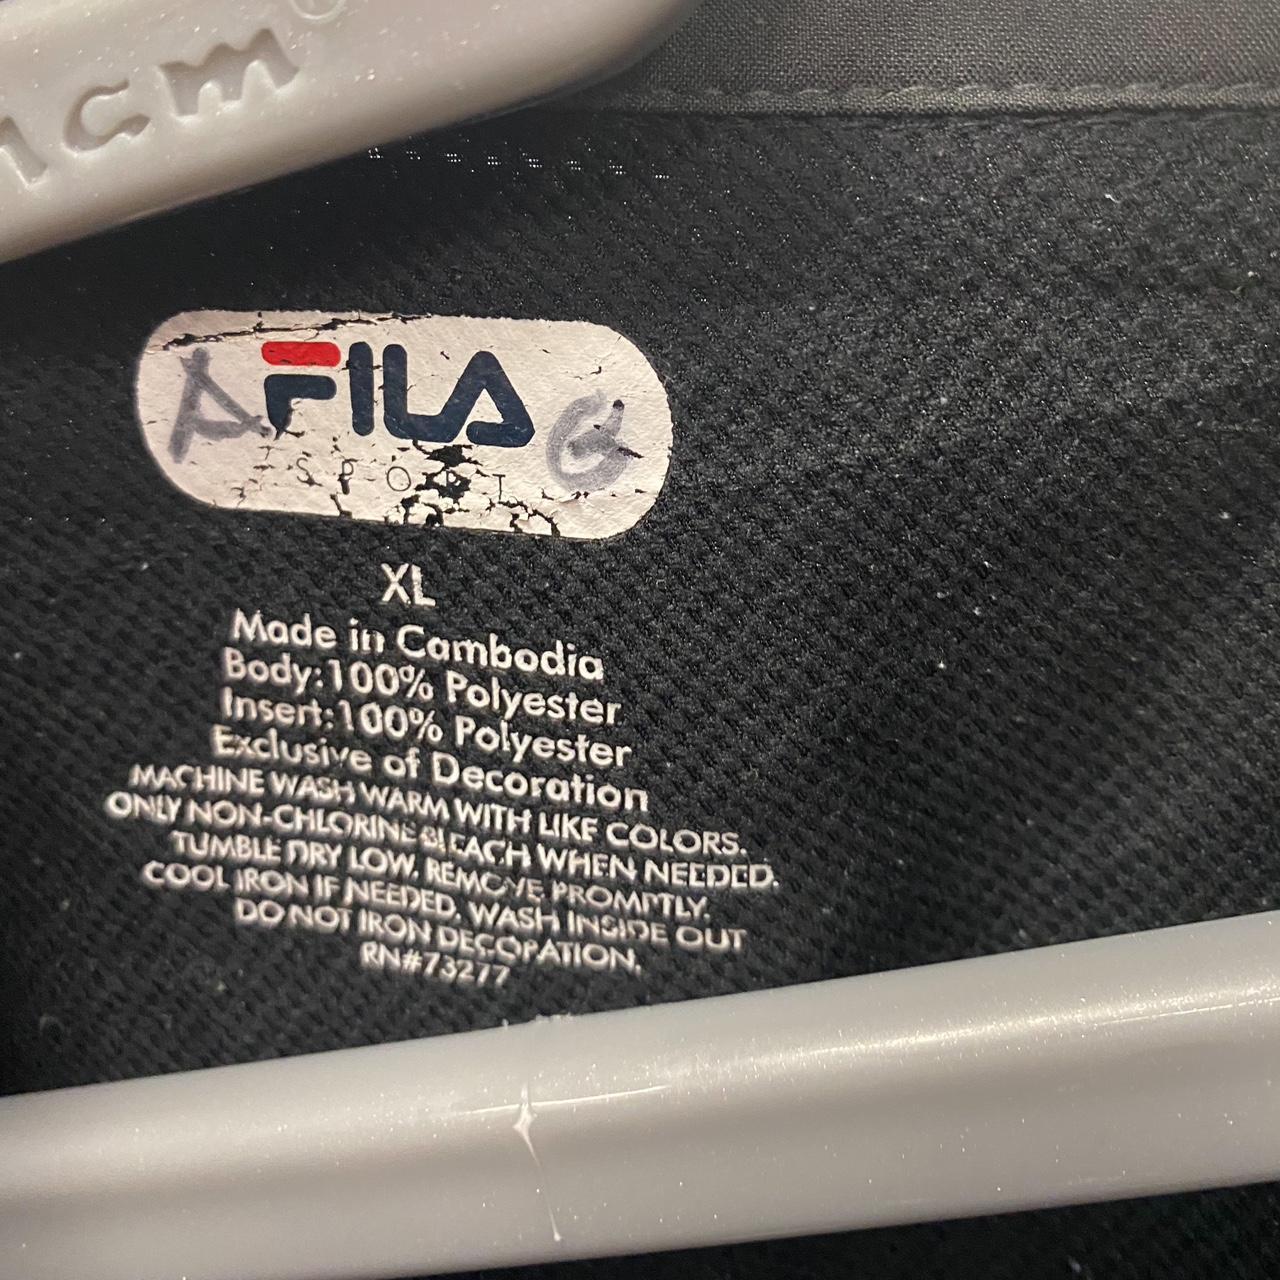 1cm
A FILA G
SPORT
XL
Made in Cambodia
Body:100% Polyester
Insert:100% Polyester
Exclusive of Decoration
MACHINE WASH WARM WITH LIKE COLORS.
ONLY NON-CHLORINE BLEACH WHEN NEEDED.
TUMBLE DRY LOW, REMOVE PROMPTLY.
COOL IRON IF NEEDED. WASH INSIDE OUT
DO NOT IRON DECORATION.
RN#73277